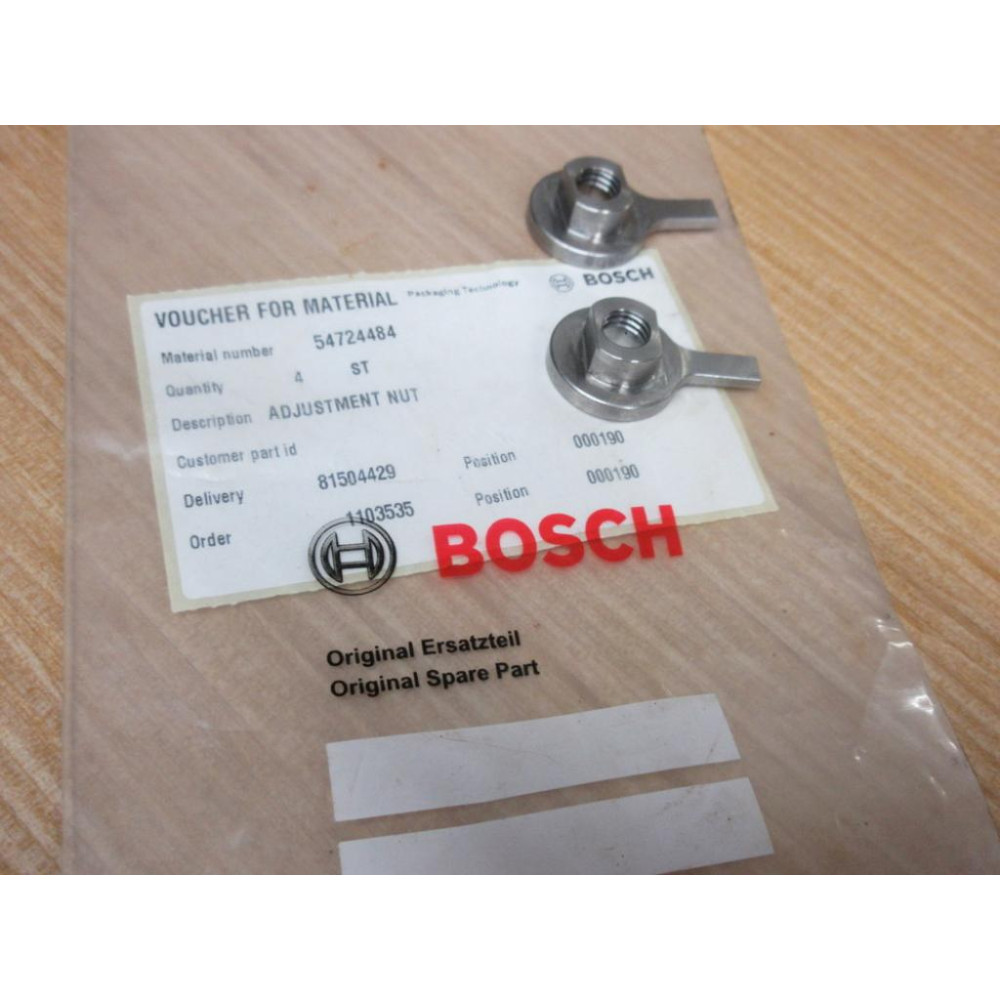 VOUCHER FOR MATERIAL Packaging Technology BOSCH
Material number 54724484
Quantity 4 ST
Description ADJUSTMENT NUT
Customer part id
Delivery 81504429 Position 000190
Order 1103535 Position 000190
BOSCH
Original Ersatzteil
Original Spare Part